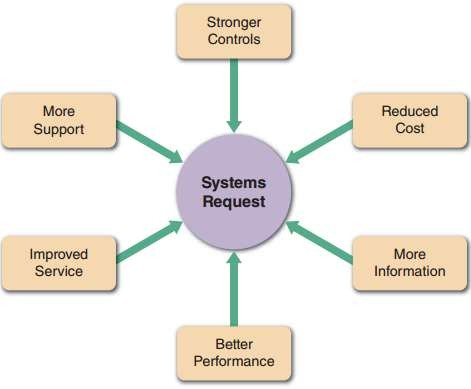 Stronger
Controls
More
Support
Reduced
Cost
Systems
Request
Improved
Service
More
Information
Better
Performance